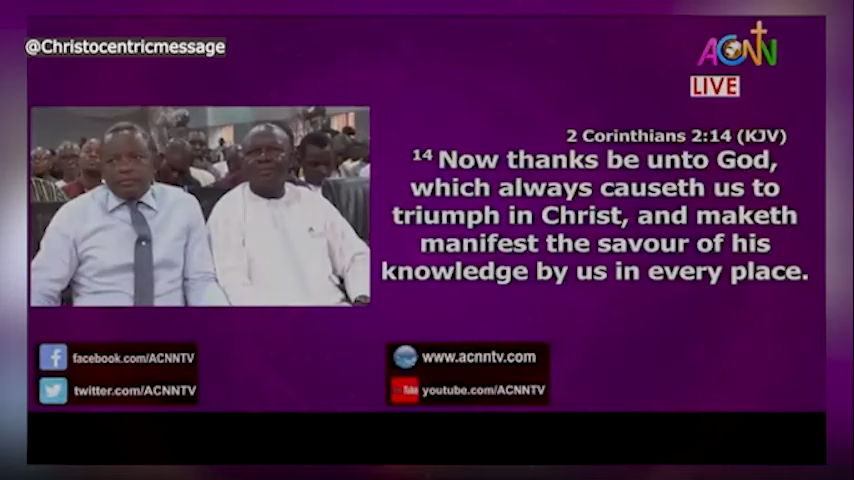 @Christocentricmessage
ACNN
LIVE
2 Corinthians 2:14 (KJV)
14 Now thanks be unto God,
which always causeth us to
triumph in Christ, and maketh
manifest the savour of his
knowledge by us in every place.
facebook.com/ACNNTV
www.acnntv.com
twitter.com/ACNNTV
Tube youtube.com/ACNNTV